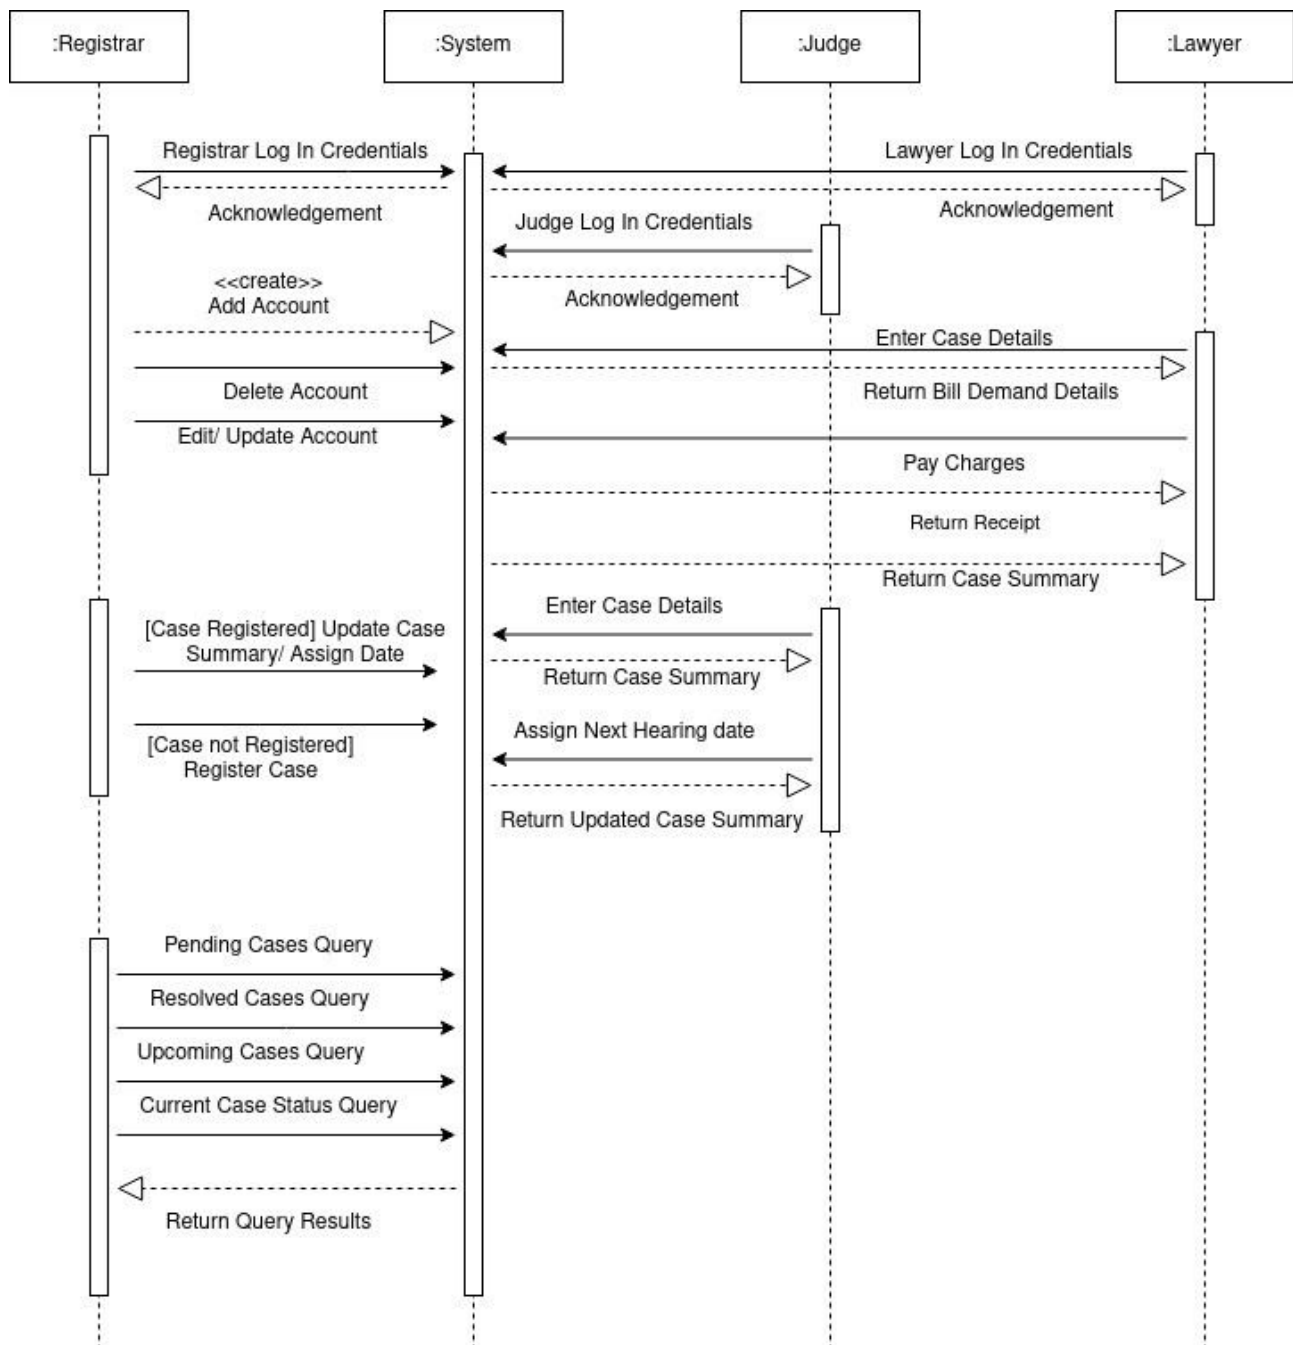 :Registrar
:System
:Judge
:Lawyer
Registrar Log In Credentials
Lawyer Log In Credentials
Acknowledgement
Acknowledgement
Judge Log In Credentials
<<create>>
Add Account
Acknowledgement
Enter Case Details
Delete Account
Return Bill Demand Details
Edit/ Update Account
Pay Charges
Return Receipt
Return Case Summary
Enter Case Details
[Case Registered] Update Case
Summary/ Assign Date
Return Case Summary
Assign Next Hearing date
[Case not Registered]
Register Case
Return Updated Case Summary
Pending Cases Query
Resolved Cases Query
Upcoming Cases Query
Current Case Status Query
Return Query Results